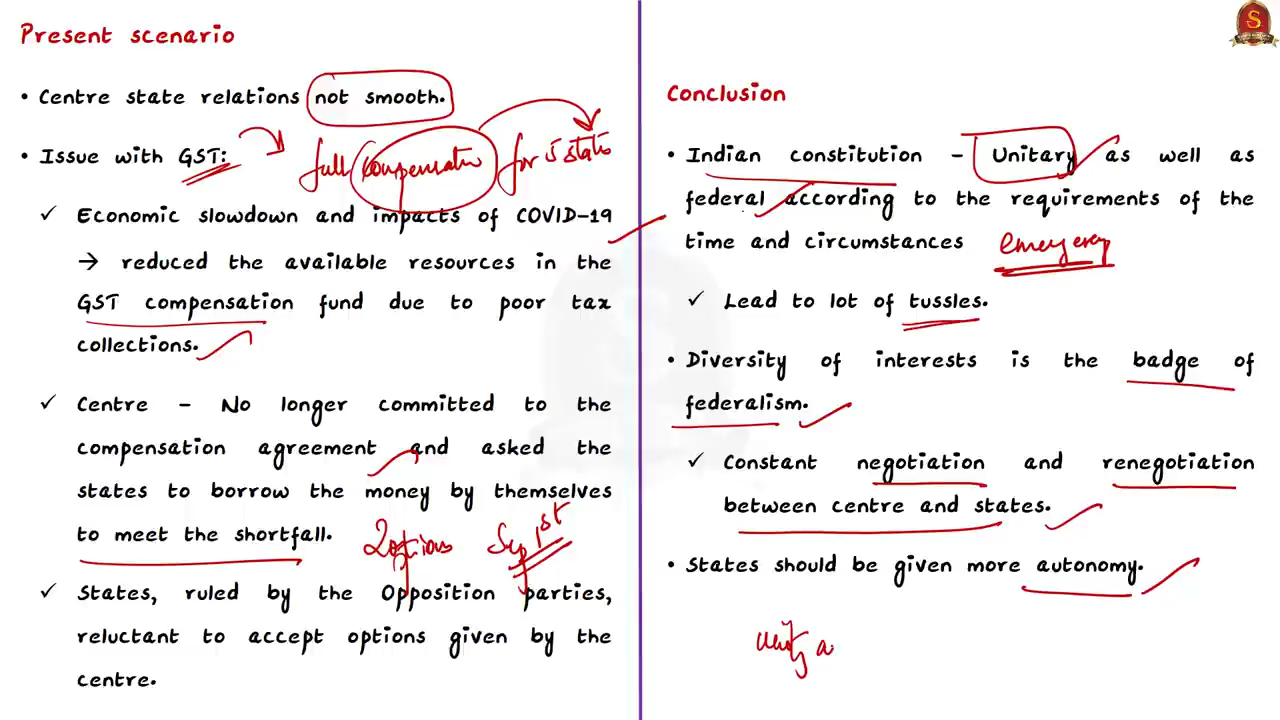 Present scenario
• Centre state relations not smooth.
• Issue with GST:
full compensatio for 5 states
✓ Economic slowdown and impacts of COVID-19
→ reduced the available resources in the
GST compensation fund due to poor tax
collections.
✓ Centre - No longer committed to the
compensation agreement and asked the
states to borrow the money by themselves
to meet the shortfall.
2options Sep 1st
✓ States, ruled by the Opposition parties,
reluctant to accept options given by the
centre.
S
Conclusion
• Indian constitution - Unitary as well as
federal according to the requirements of the
time and circumstances
emergency
✓ Lead to lot of tussles.
• Diversity of interests is the badge of
federalism.
✓ Constant negotiation and renegotiation
between centre and states.
• States should be given more autonomy.
unity a